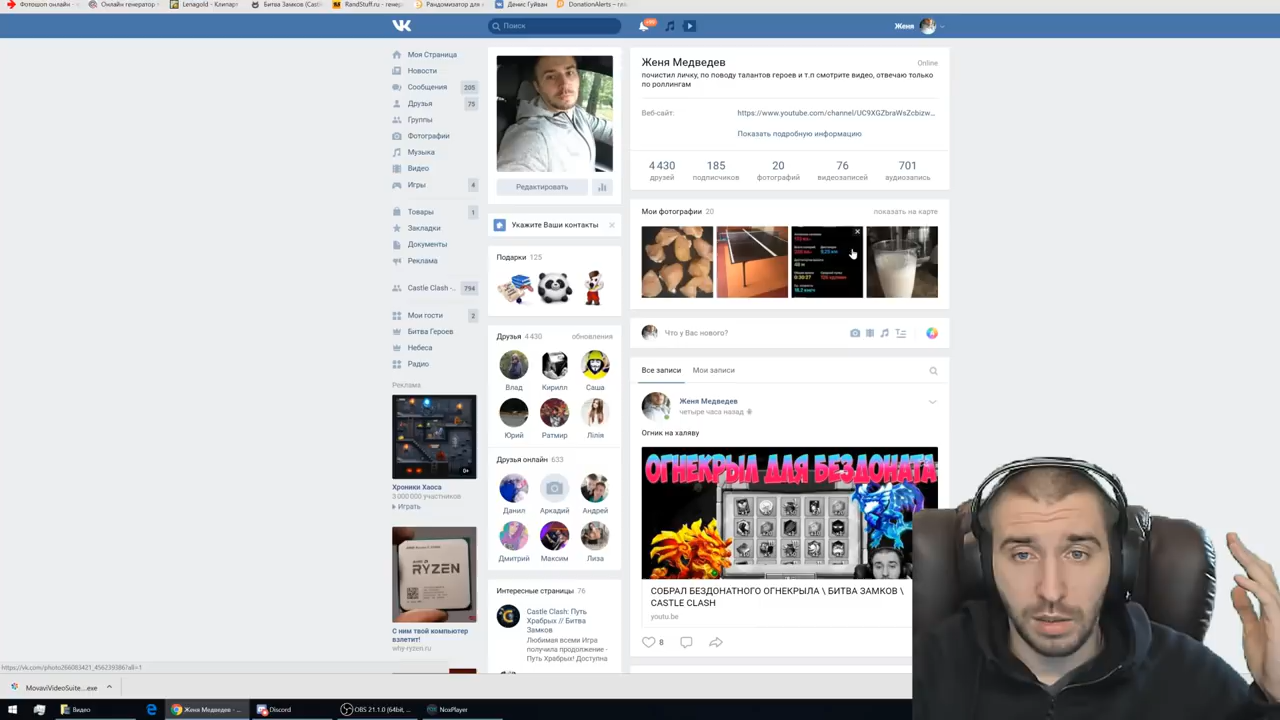 Фотошоп онлайн -
Онлайн генератор
Lenagold - Клипарт
Битва Замков (Castl
RandStuff.ru - генер
Рандомизатор для
Денис Гуйван
DonationAlerts – гл
Поиск
Женя
Моя Страница
Новости
Сообщения 205
Друзья 75
Группы
Фотографии
Музыка
Видео
Игры 4
Товары 1
Закладки
Документы
Реклама
Castle Clash -.. 794
Мои гости 2
Битва Героев
Небеса
Радио
Реклама
0+
Хроники Хаоса
3 000 000 участников
Играть
RYZEN
С ним твой компьютер
взлетит!
why-ryzen.ru
Редактировать
Укажите Ваши контакты
Подарки 125
Друзья 4 430 обновления
Влад Кирилл Саша
Юрий Ратмир Лілія
Друзья онлайн 633
Данил Аркадий Андрей
Дмитрий Максим Лиза
Интересные страницы 76
Castle Clash: Путь
Храбрых // Битва
Замков
Любимая всеми Игра
получила продолжение -
Путь Храбрых! Доступна
Женя Медведев Online
почистил личку, по поводу талантов героев и т.п смотрите видео, отвечаю только
по роллингам
Веб-сайт: https://www.youtube.com/channel/UC9XGZbraWsZcbizw...
Показать подробную информацию
4 430 185 20 76 701
друзей подписчиков фотографий видеозаписей аудиозапись
Мои фотографии 20 показать на карте
Что у Вас нового?
Все записи Мои записи
Женя Медведев
четыре часа назад
Огник на халяву
ОГНЕКРЫЛ ДЛЯ БЕЗДОНАТА
СОБРАЛ БЕЗДОНАТНОГО ОГНЕКРЫЛА \ БИТВА ЗАМКОВ \
CASTLE CLASH
youtu.be
8
https://vk.com/photo266083421_456239386?all=1
MovaviVideoSuite....exe
Видео
Женя Медведев - ...
Discord
OBS 21.1.0 (64bit, ...
NoxPlayer